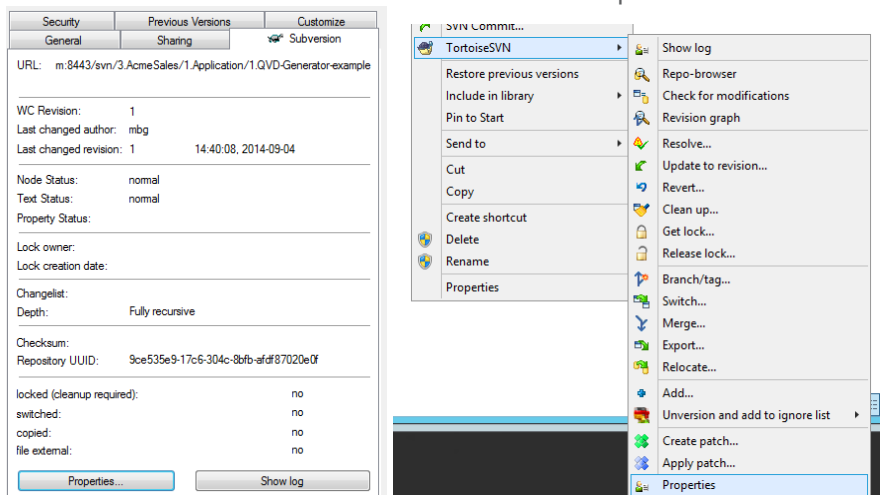 Security Previous Versions Customize
General Sharing Subversion
URL: m:8443/svn/3.AcmeSales/1.Application/1.QVD-Generator-example
WC Revision: 1
Last changed author: mbg
Last changed revision: 1 14:40:08, 2014-09-04
Node Status: normal
Text Status: normal
Property Status:
Lock owner:
Lock creation date:
Changelist:
Depth: Fully recursive
Checksum:
Repository UUID: 9ce535e9-17c6-304c-8bfb-afdf87020e0f
locked (cleanup required): no
switched: no
copied: no
file external: no
Properties... Show log
SVN Commit...
TortoiseSVN
Restore previous versions
Include in library
Pin to Start
Send to
Cut
Copy
Create shortcut
Delete
Rename
Properties
Show log
Repo-browser
Check for modifications
Revision graph
Resolve...
Update to revision...
Revert...
Clean up...
Get lock...
Release lock...
Branch/tag...
Switch...
Merge...
Export...
Relocate...
Add...
Unversion and add to ignore list
Create patch...
Apply patch...
Properties